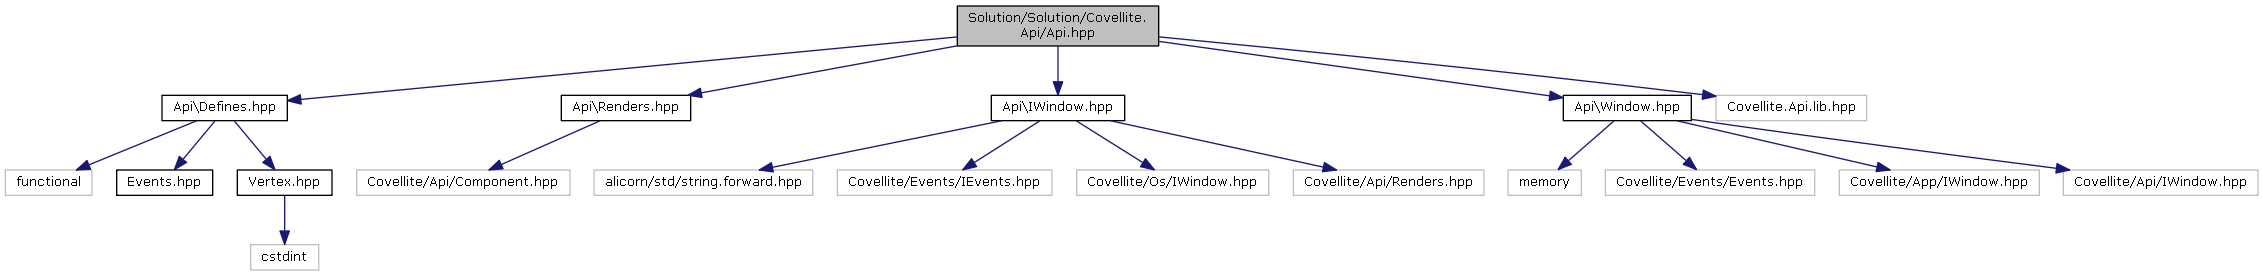 Solution/Solution/Covellite.
Api/Api.hpp
Api\Defines.hpp
Api\Renders.hpp
Api\IWindow.hpp
Api\Window.hpp
Covellite.Api.lib.hpp
functional
Events.hpp
Vertex.hpp
Covellite/Api/Component.hpp
alicorn/std/string.forward.hpp
Covellite/Events/IEvents.hpp
Covellite/Os/IWindow.hpp
Covellite/Api/Renders.hpp
memory
Covellite/Events/Events.hpp
Covellite/App/IWindow.hpp
Covellite/Api/IWindow.hpp
cstdint